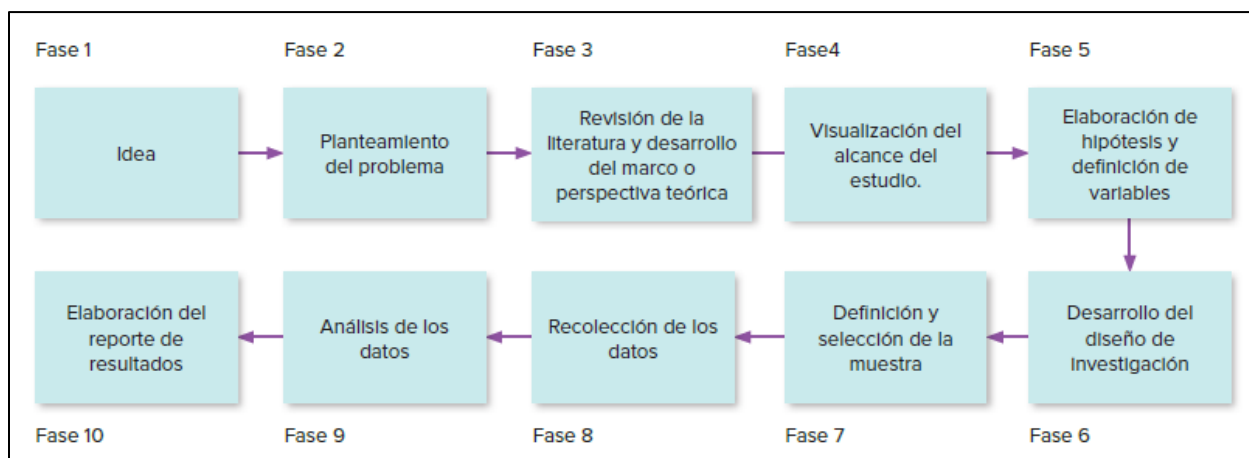 Fase 1
Fase 2
Fase 3
Fase4
Fase 5
Idea
Planteamiento
del problema
Revisión de la
literatura y desarrollo
del marco o
perspectiva teórica
Visualización del
alcance del
estudio.
Elaboración de
hipótesis y
definición de
variables
Desarrollo del
diseño de
investigación
Definición y
selección de la
muestra
Recolección de los
datos
Análisis de los
datos
Elaboración del
reporte de
resultados
Fase 10
Fase 9
Fase 8
Fase 7
Fase 6